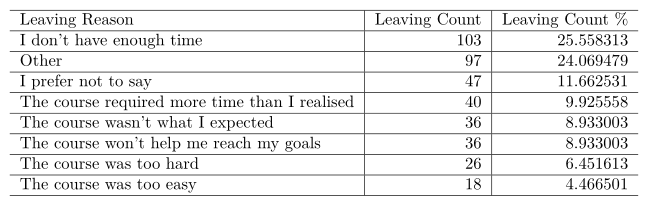 Leaving Reason Leaving Count Leaving Count %
I don't have enough time 103 25.558313
Other 97 24.069479
I prefer not to say 47 11.662531
The course required more time than I realised 40 9.925558
The course wasn't what I expected 36 8.933003
The course won't help me reach my goals 36 8.933003
The course was too hard 26 6.451613
The course was too easy 18 4.466501